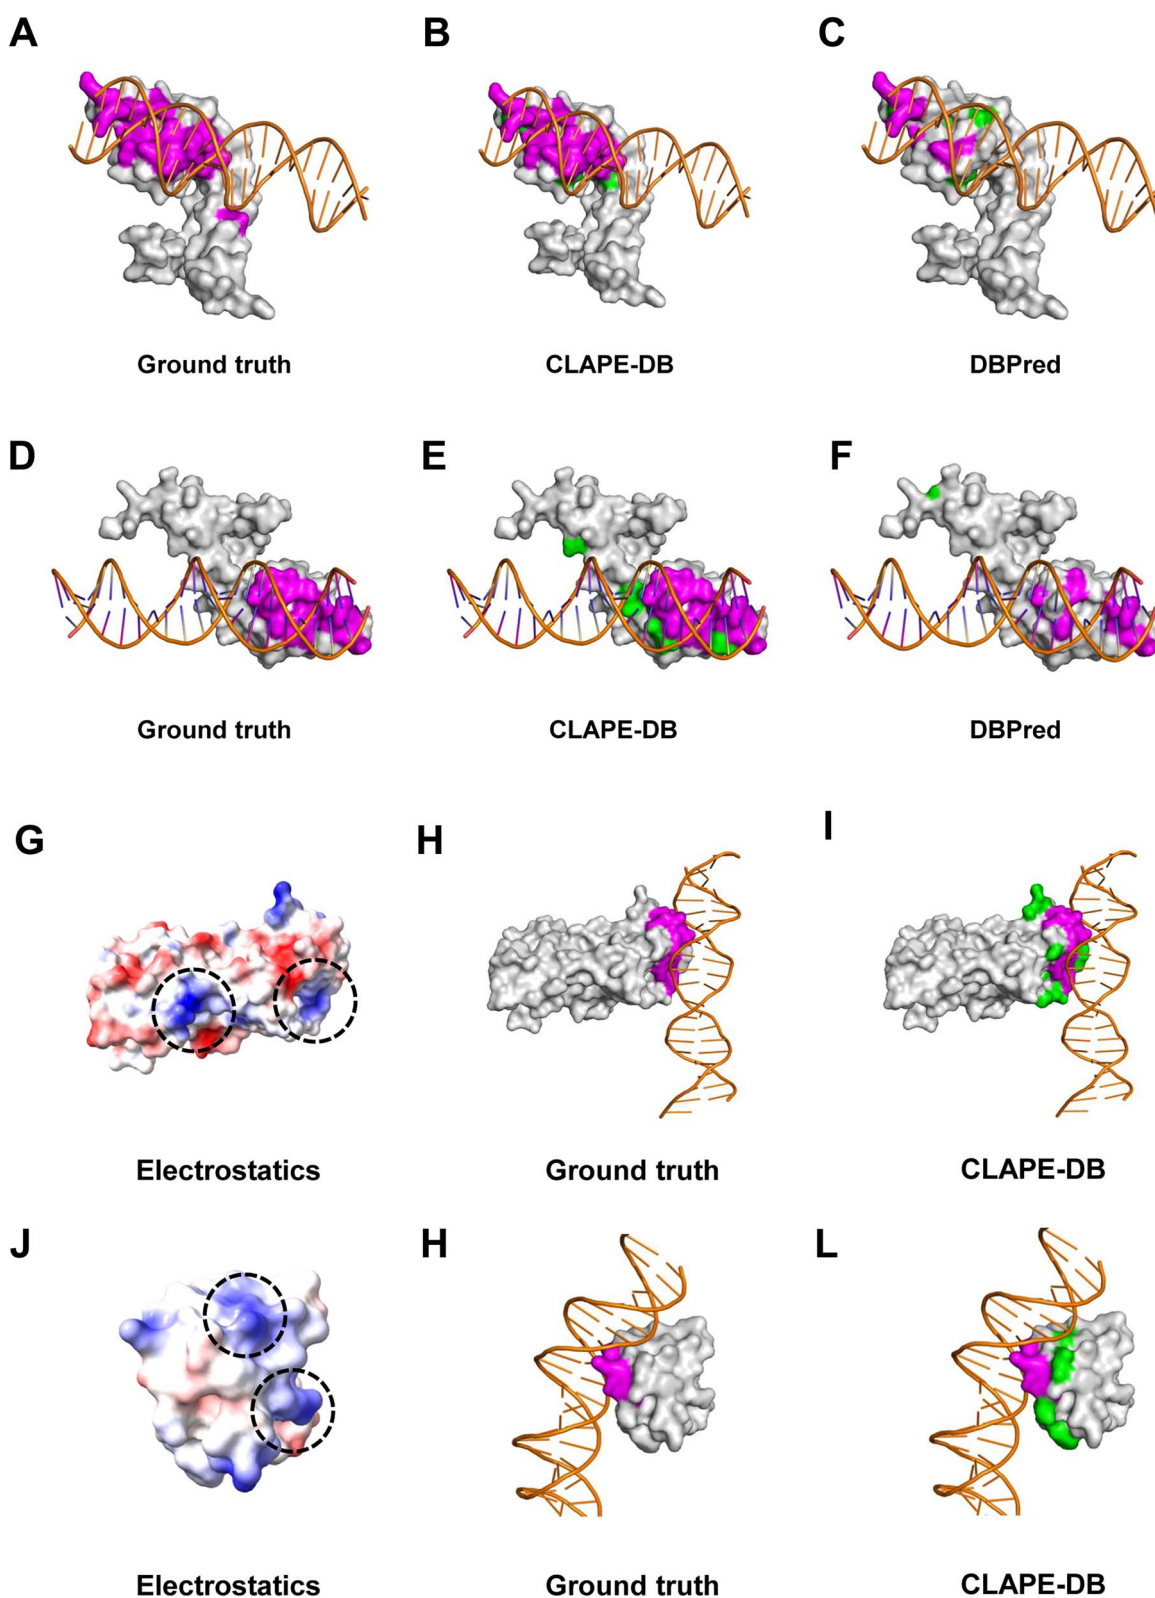 A B C
Ground truth CLAPE-DB DBPred
D E F
Ground truth CLAPE-DB DBPred
G H I
Electrostatics Ground truth CLAPE-DB
J H L
Electrostatics Ground truth CLAPE-DB